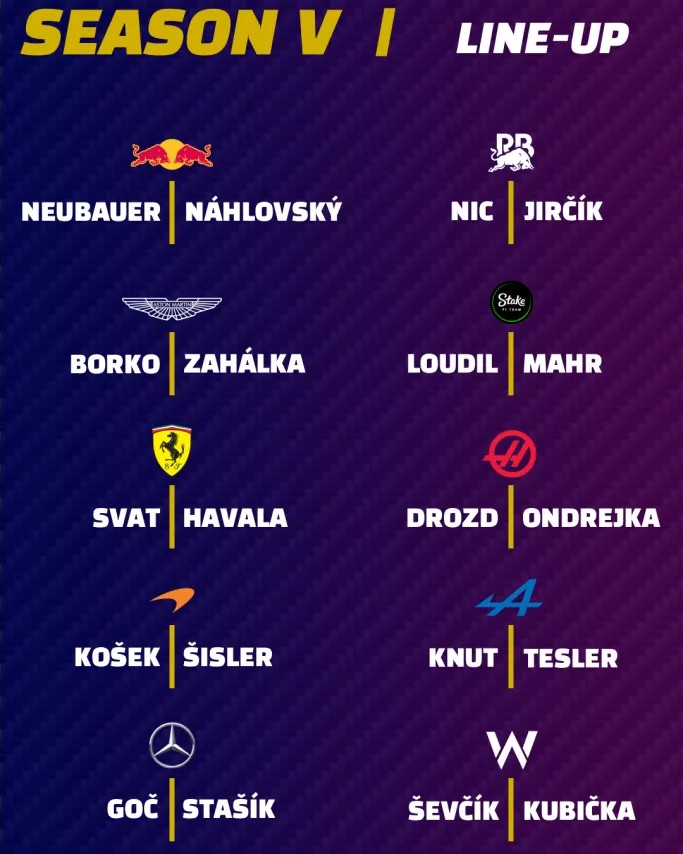 SEASON V | LINE-UP
NEUBAUER | NÁHLOVSKÝ
RB
NIC | JIRČÍK
ASTON MARTIN
BORKO | ZAHÁLKA
Stake
F1 TEAM
LOUDIL | MAHR
S F
SVAT | HAVALA
H
DROZD | ONDREJKA
KOŠEK | ŠISLER
A
KNUT | TESLER
GOČ | STAŠÍK
W
ŠEVČÍK | KUBIČKA